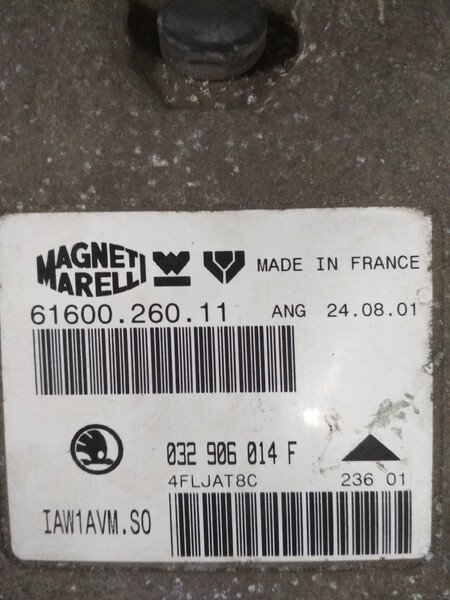 MAGNETI MARELLI MADE IN FRANCE
61600.260.11 ANG 24.08.01
032 906 014 F
4FLJAT8C 236 01
IAW1AVM.SO